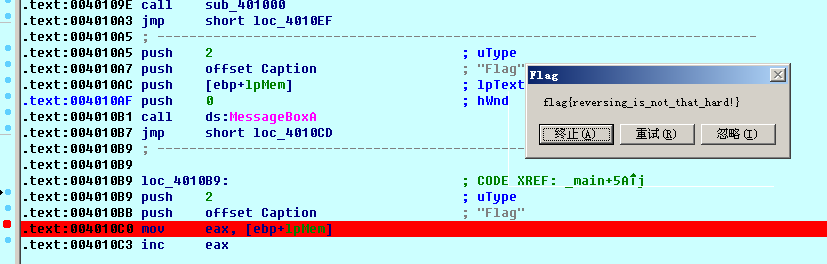 .text:0040109E call sub_401000
.text:004010A3 jmp short loc_4010EF
.text:004010A5 ; ---------------------------------------------------------------------------
.text:004010A5 push 2 ; uType
.text:004010A7 push offset Caption ; "Flag"
.text:004010AC push [ebp+lpMem] ; lpText
.text:004010AF push 0 ; hWnd
.text:004010B1 call ds:MessageBoxA
.text:004010B7 jmp short loc_4010CD
.text:004010B9 ; ---------------------------------------------------------------------------
.text:004010B9
.text:004010B9 loc_4010B9: ; CODE XREF: _main+5A↑j
.text:004010B9 push 2 ; uType
.text:004010BB push offset Caption ; "Flag"
.text:004010C0 mov eax, [ebp+lpMem]
.text:004010C3 inc eax
Flag
flag{reversing_is_not_that_hard!}
终止(A) 重试(R) 忽略(I)